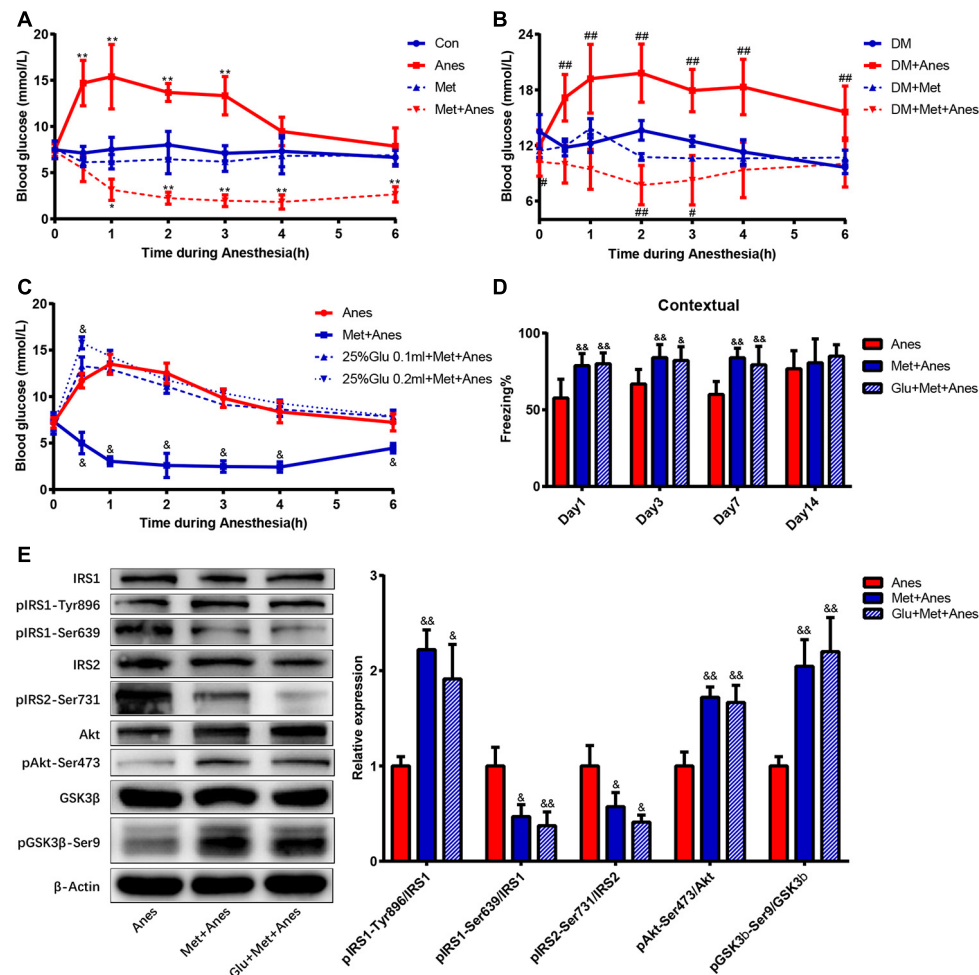 A
Blood glucose (mmol/L)
20
15
10
5
0
** ** ** **
* ** ** ** **
0 1 2 3 4 5 6
Time during Anesthesia(h)
Con
Anes
Met
Met+Anes
B
Blood glucose (mmol/L)
24
18
12
6
## ## ## ## ## ##
# ## #
0 1 2 3 4 5 6
Time during Anesthesia(h)
DM
DM+Anes
DM+Met
DM+Met+Anes
C
Blood glucose (mmol/L)
20
15
10
5
0
&
& & & & & &
0 1 2 3 4 5 6
Time during Anesthesia(h)
Anes
Met+Anes
25%Glu 0.1ml+Met+Anes
25%Glu 0.2ml+Met+Anes
D
Contextual
Freezing%
100
50
0
&& && && & && &&
Day1 Day3 Day7 Day14
Anes
Met+Anes
Glu+Met+Anes
E
IRS1
pIRS1-Tyr896
pIRS1-Ser639
IRS2
pIRS2-Ser731
Akt
pAkt-Ser473
GSK3β
pGSK3β-Ser9
β-Actin
Anes Met+Anes Glu+Met+Anes
Relative expression
3
2
1
0
&& & & && & & && && && &&
pIRS1-Tyr896/IRS1 pIRS1-Ser639/IRS1 pIRS2-Ser731/IRS2 pAkt-Ser473/Akt pGSK3b-Ser9/GSK3b
Anes
Met+Anes
Glu+Met+Anes